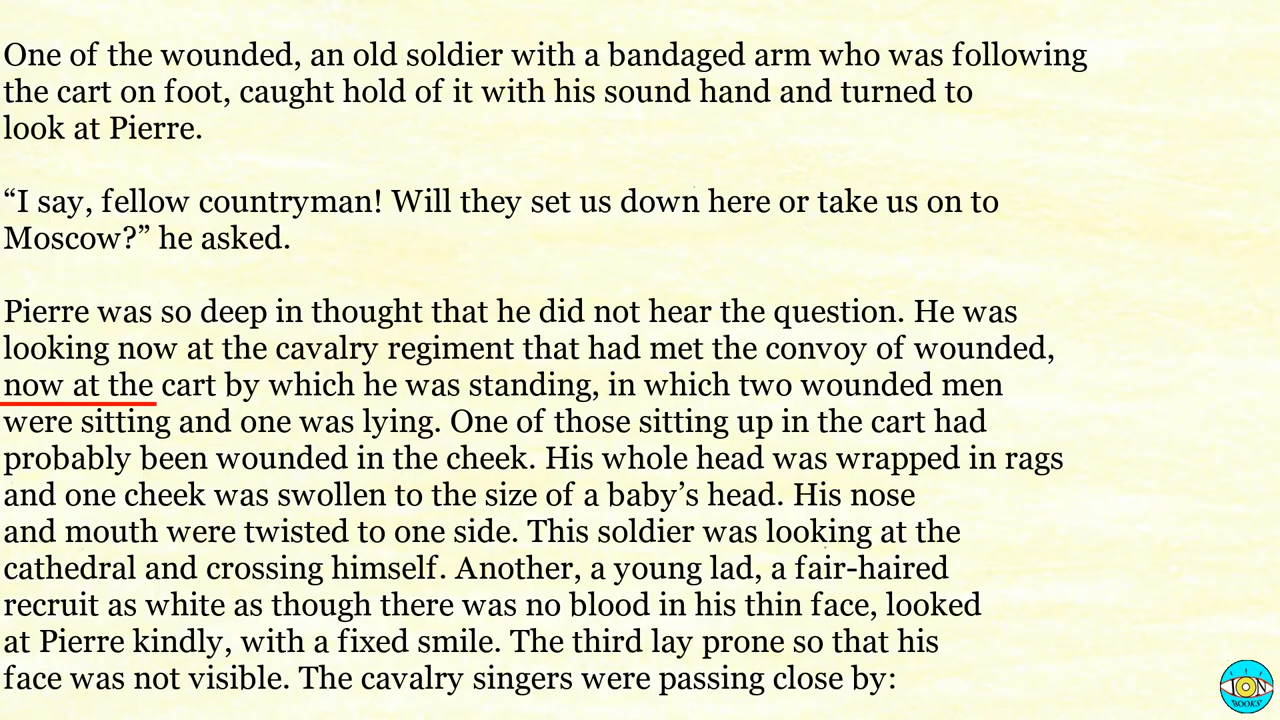 One of the wounded, an old soldier with a bandaged arm who was following
the cart on foot, caught hold of it with his sound hand and turned to
look at Pierre.
“I say, fellow countryman! Will they set us down here or take us on to
Moscow?” he asked.
Pierre was so deep in thought that he did not hear the question. He was
looking now at the cavalry regiment that had met the convoy of wounded,
now at the cart by which he was standing, in which two wounded men
were sitting and one was lying. One of those sitting up in the cart had
probably been wounded in the cheek. His whole head was wrapped in rags
and one cheek was swollen to the size of a baby’s head. His nose
and mouth were twisted to one side. This soldier was looking at the
cathedral and crossing himself. Another, a young lad, a fair-haired
recruit as white as though there was no blood in his thin face, looked
at Pierre kindly, with a fixed smile. The third lay prone so that his
face was not visible. The cavalry singers were passing close by:
ION
BOOKS